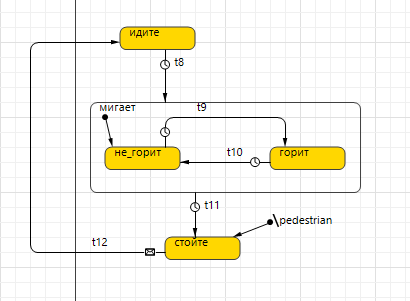 идите
t8
мигает
t9
не_горит
t10
горит
t11
\pedestrian
t12
стойте